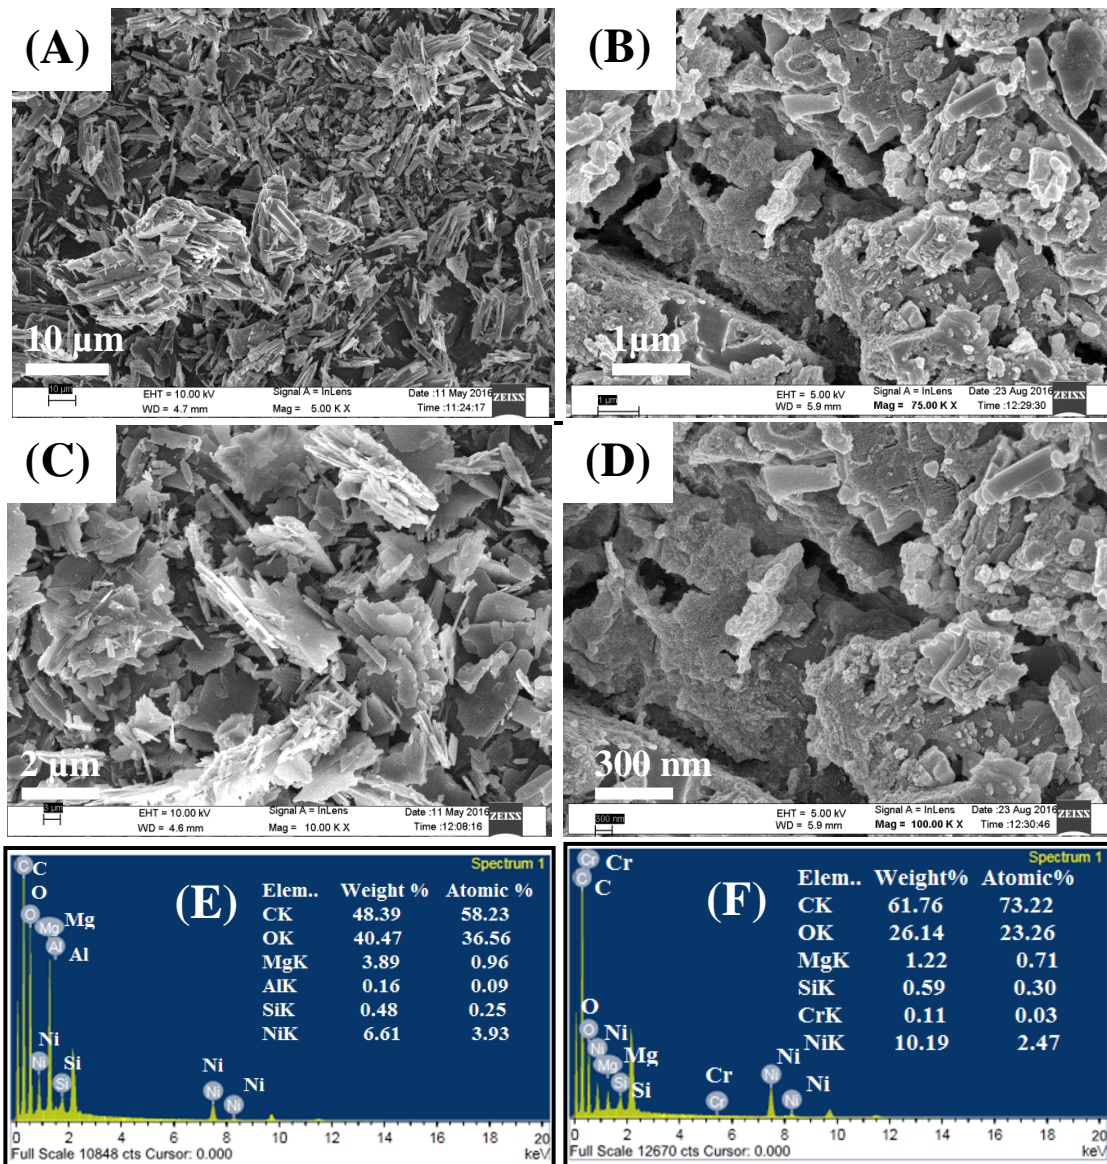 (A)
10 µm
10 µm
EHT = 10.00 kV
WD = 4.7 mm
Signal A = InLens
Mag = 5.00 K X
Date :11 May 2016
Time :11:24:17
ZEISS
(B)
1µm
1 µm
EHT = 5.00 kV
WD = 5.9 mm
Signal A = InLens
Mag = 75.00 K X
Date :23 Aug 2016
Time :12:29:30
ZEISS
(C)
2 µm
3 µm
EHT = 10.00 kV
WD = 4.6 mm
Signal A = InLens
Mag = 10.00 K X
Date :11 May 2016
Time :12:08:16
ZEISS
(D)
300 nm
300 nm
EHT = 5.00 kV
WD = 5.9 mm
Signal A = InLens
Mag = 100.00 K X
Date :23 Aug 2016
Time :12:30:46
ZEISS
Spectrum 1
(E)
C C
O
O
Mg Mg
Al Al
Ni
Ni
Si
Si
Ni
Ni
Ni
Ni
Elem.. Weight % Atomic %
CK 48.39 58.23
OK 40.47 36.56
MgK 3.89 0.96
AlK 0.16 0.09
SiK 0.48 0.25
NiK 6.61 3.93
0 2 4 6 8 10 12 14 16 18 20
Full Scale 10848 cts Cursor: 0.000 keV
Spectrum 1
(F)
Cr Cr
C C
O
O
Ni Ni
Mg Mg
Si Si
Cr
Cr
Ni
Ni
Ni
Ni
Elem.. Weight% Atomic%
CK 61.76 73.22
OK 26.14 23.26
MgK 1.22 0.71
SiK 0.59 0.30
CrK 0.11 0.03
NiK 10.19 2.47
0 2 4 6 8 10 12 14 16 18 20
Full Scale 12670 cts Cursor: 0.000 keV